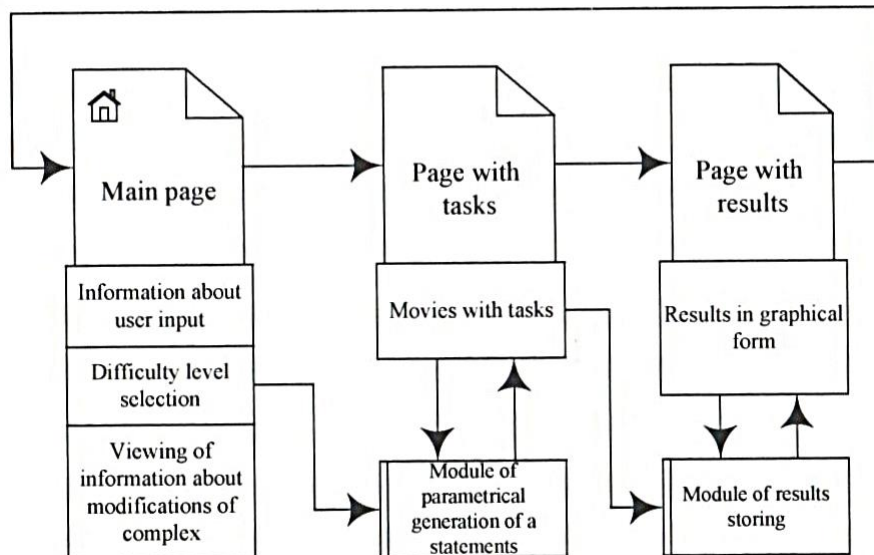 Main page
Page with
tasks
Page with
results
Information about
user input
Difficulty level
selection
Viewing of
information about
modifications of
complex
Movies with tasks
Results in graphical
form
Module of
parametrical
generation of a
statements
Module of results
storing